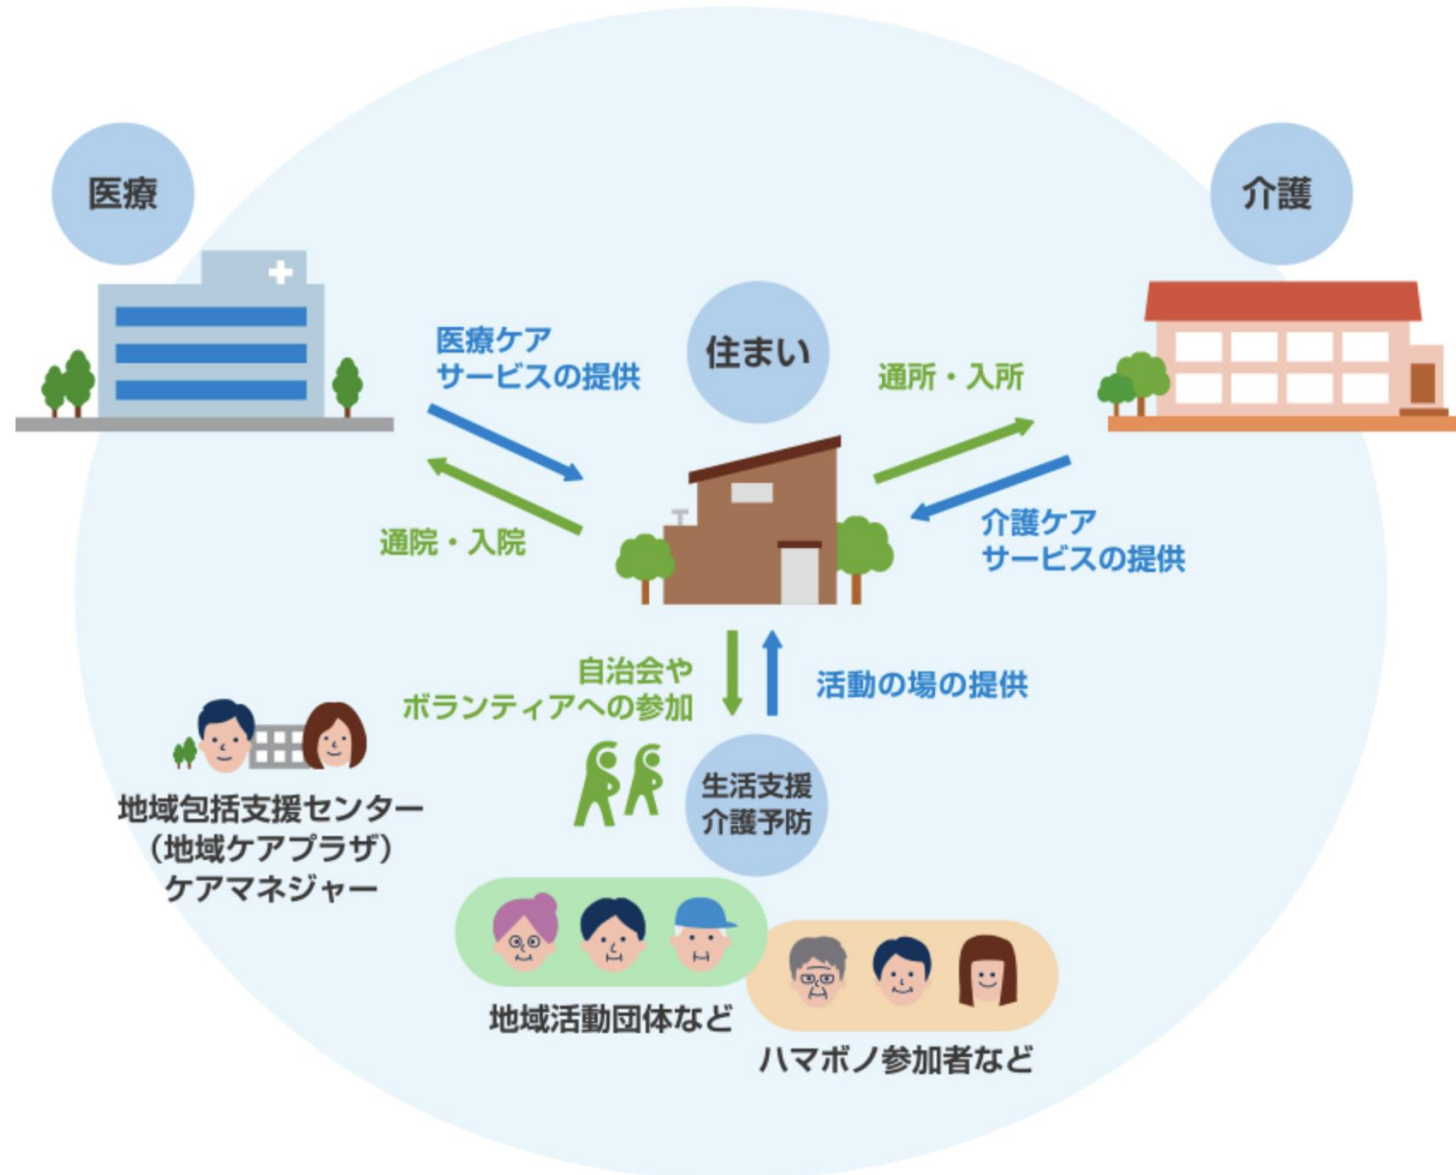 医療
介護
住まい
医療ケア
サービスの提供
通所・入所
通院・入院
介護ケア
サービスの提供
自治会や
ボランティアへの参加
活動の場の提供
生活支援
介護予防
地域包括支援センター
（地域ケアプラザ）
ケアマネジャー
地域活動団体など
ハマボノ参加者など